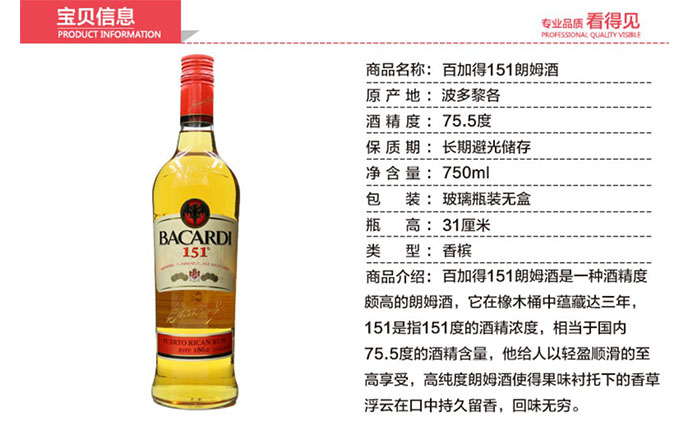 宝贝信息
PRODUCT INFORMATION
专业品质 看得见
PROFESSIONAL QUALITY VISIBLE
商品名称：百加得151朗姆酒
原产地：波多黎各
酒精度：75.5度
保质期：长期避光储存
净含量：750ml
包装：玻璃瓶装无盒
瓶高：31厘米
类型：香槟
商品介绍：百加得151朗姆酒是一种酒精度
颇高的朗姆酒，它在橡木桶中蕴藏达三年，
151是指151度的酒精浓度，相当于国内
75.5度的酒精含量，他给人以轻盈顺滑的至
高享受，高纯度朗姆酒使得果味衬托下的香草
浮云在口中持久留香，回味无穷。
BACARDI
151°
PUERTO RICAN RUM
ESTD 1862